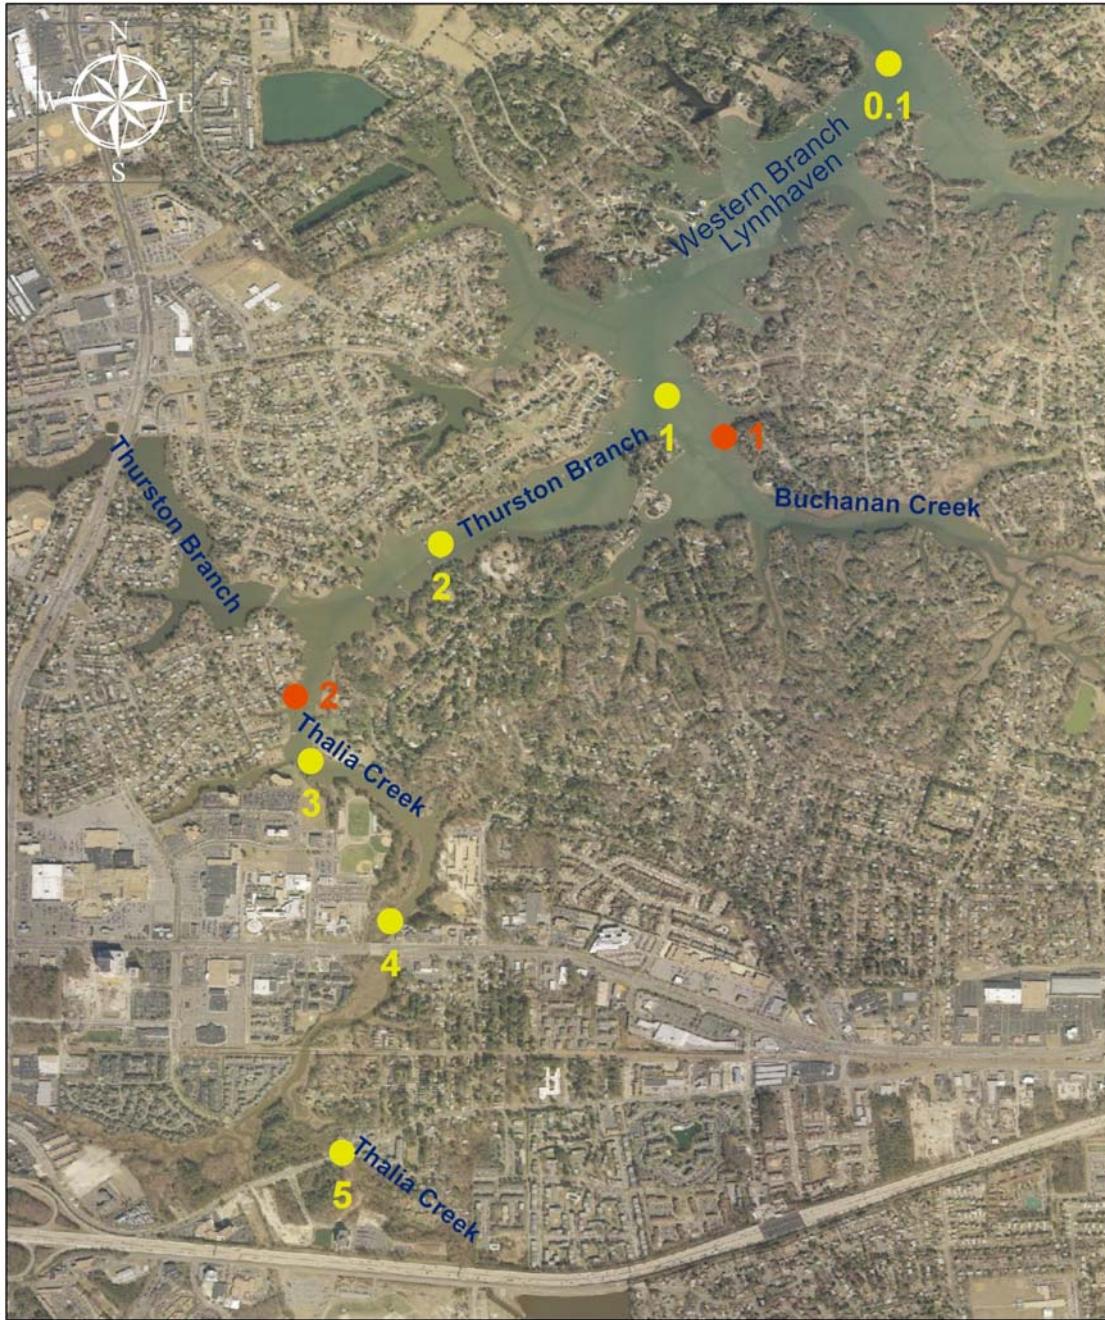 N
W E
S
0.1
Western Branch
Lynnhaven
1
1
Thurston Branch
Buchanan Creek
Thurston Branch
2
2
Thalia Creek
3
4
Thalia Creek
5